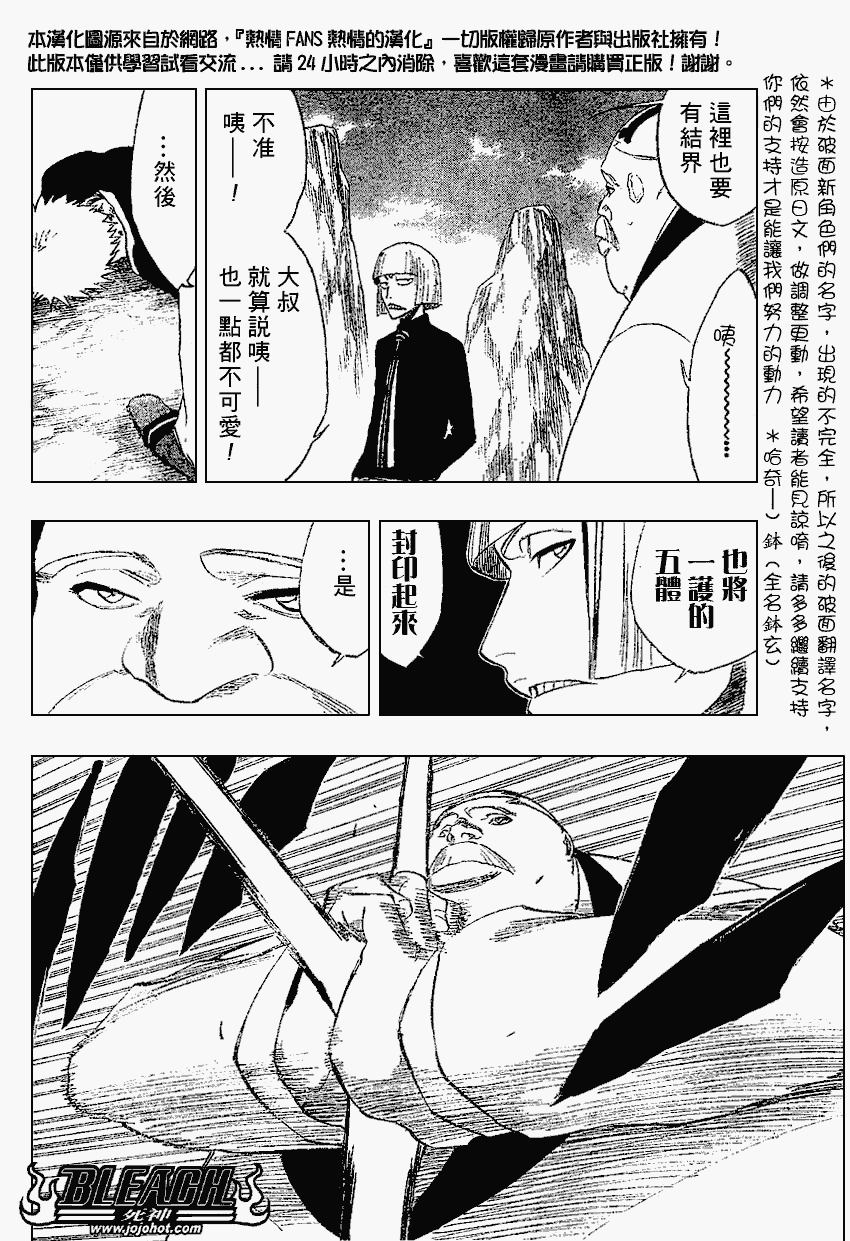 本漢化圖源來自於網路，『熱情FANS熱情的漢化』一切版權歸原作者與出版社擁有！
此版本僅供學習試看交流...請24小時之內消除，喜歡這套漫畫請購買正版！謝謝。
＊由於破面新角色們的名字，出現的不完全，所以之後的破面翻譯名字，
依然會按造原日文，做調整更動，希望讀者能見諒唷，請多多繼續支持
你們的支持才是能讓我們努力的動力　＊哈奇—）鉢（全名鉢玄）
這裡也要
有結界
咦～～～～…
不准
咦——！
大叔
就算說咦——
也一點都不可愛！
…然後
也將
一護的
五體
封印起來
…是
BLEACH
死神
www.jojohot.com